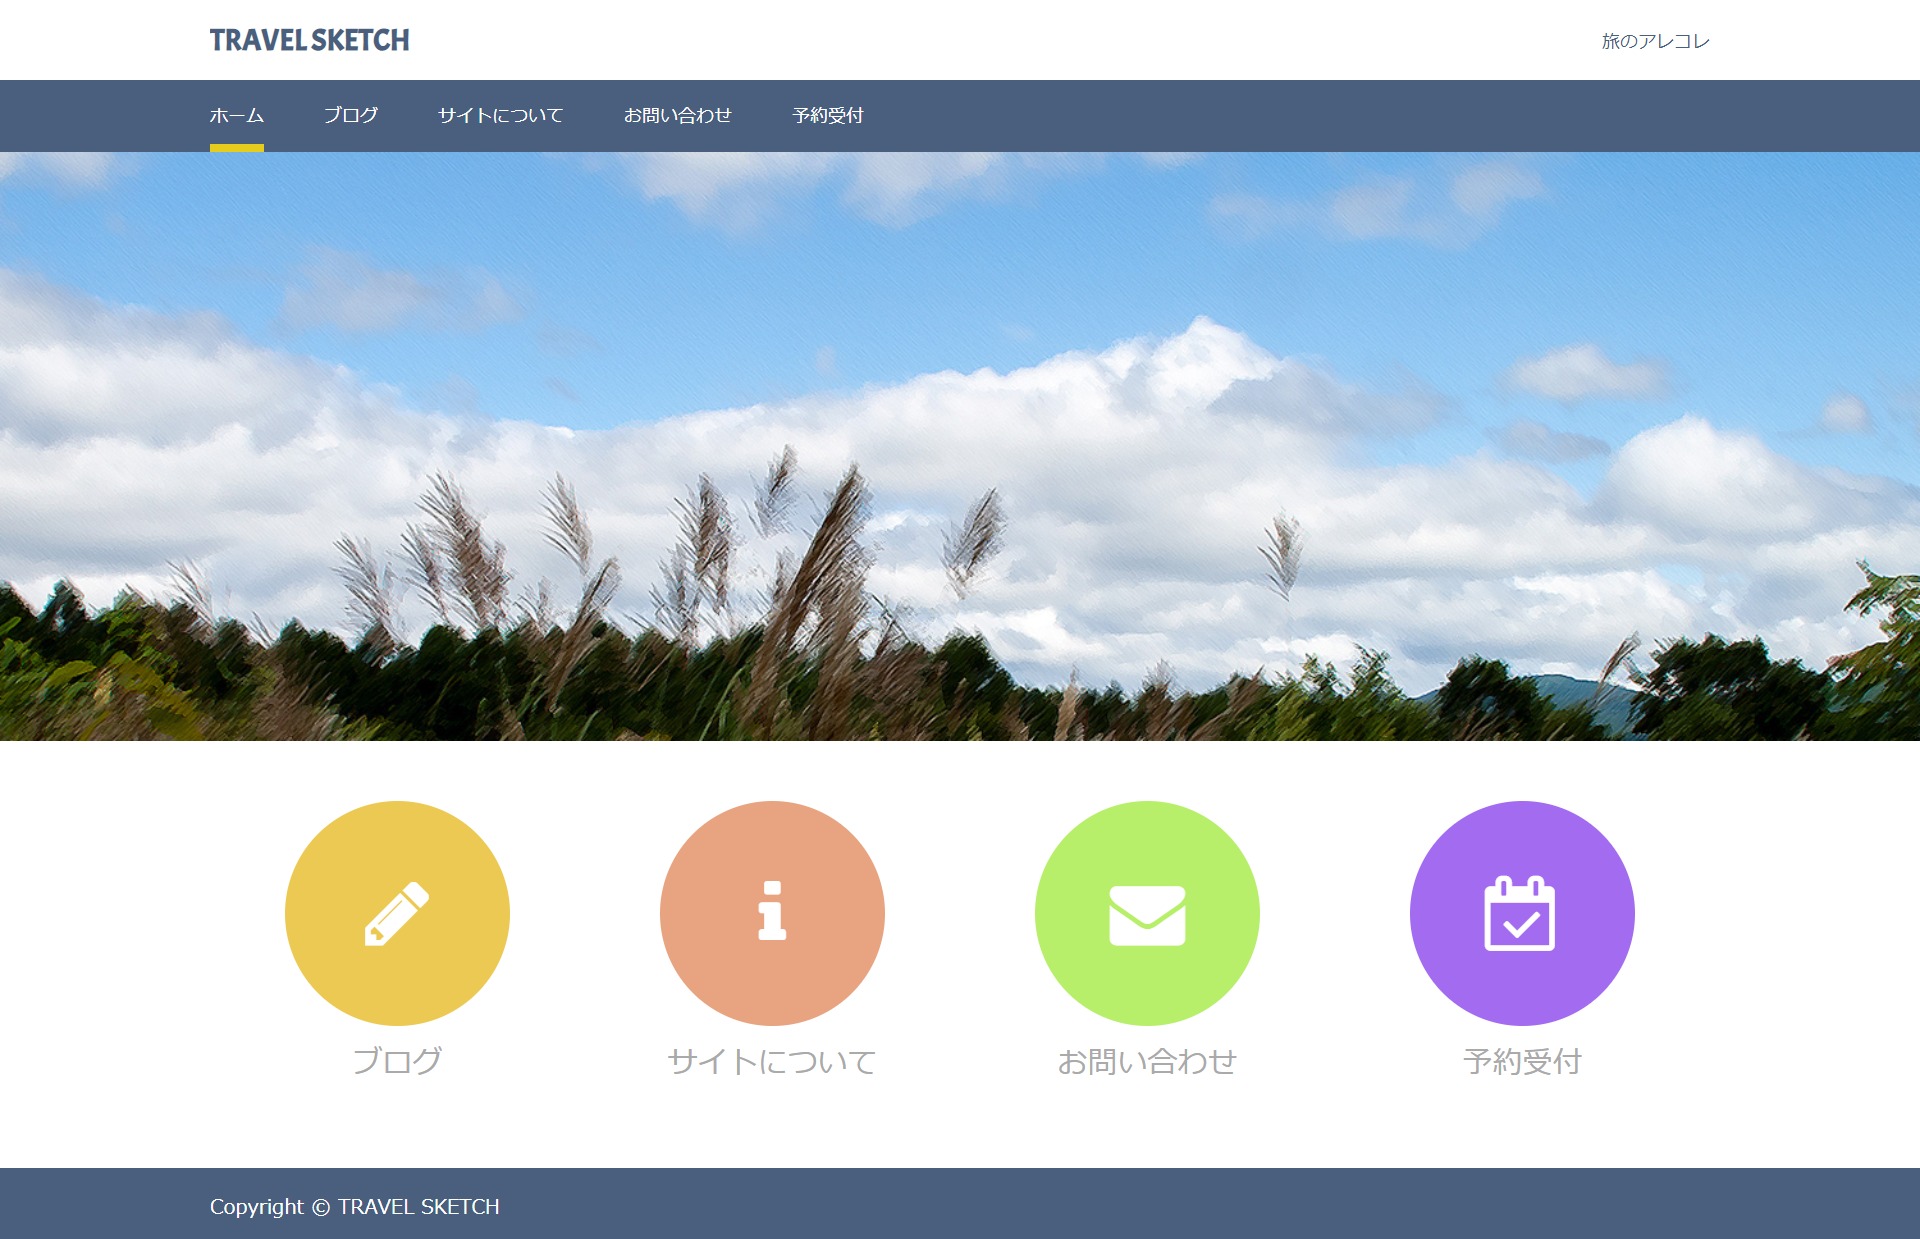 TRAVEL SKETCH
旅のアレコレ
ホーム ブログ サイトについて お問い合わせ 予約受付
ブログ サイトについて お問い合わせ 予約受付
Copyright © TRAVEL SKETCH